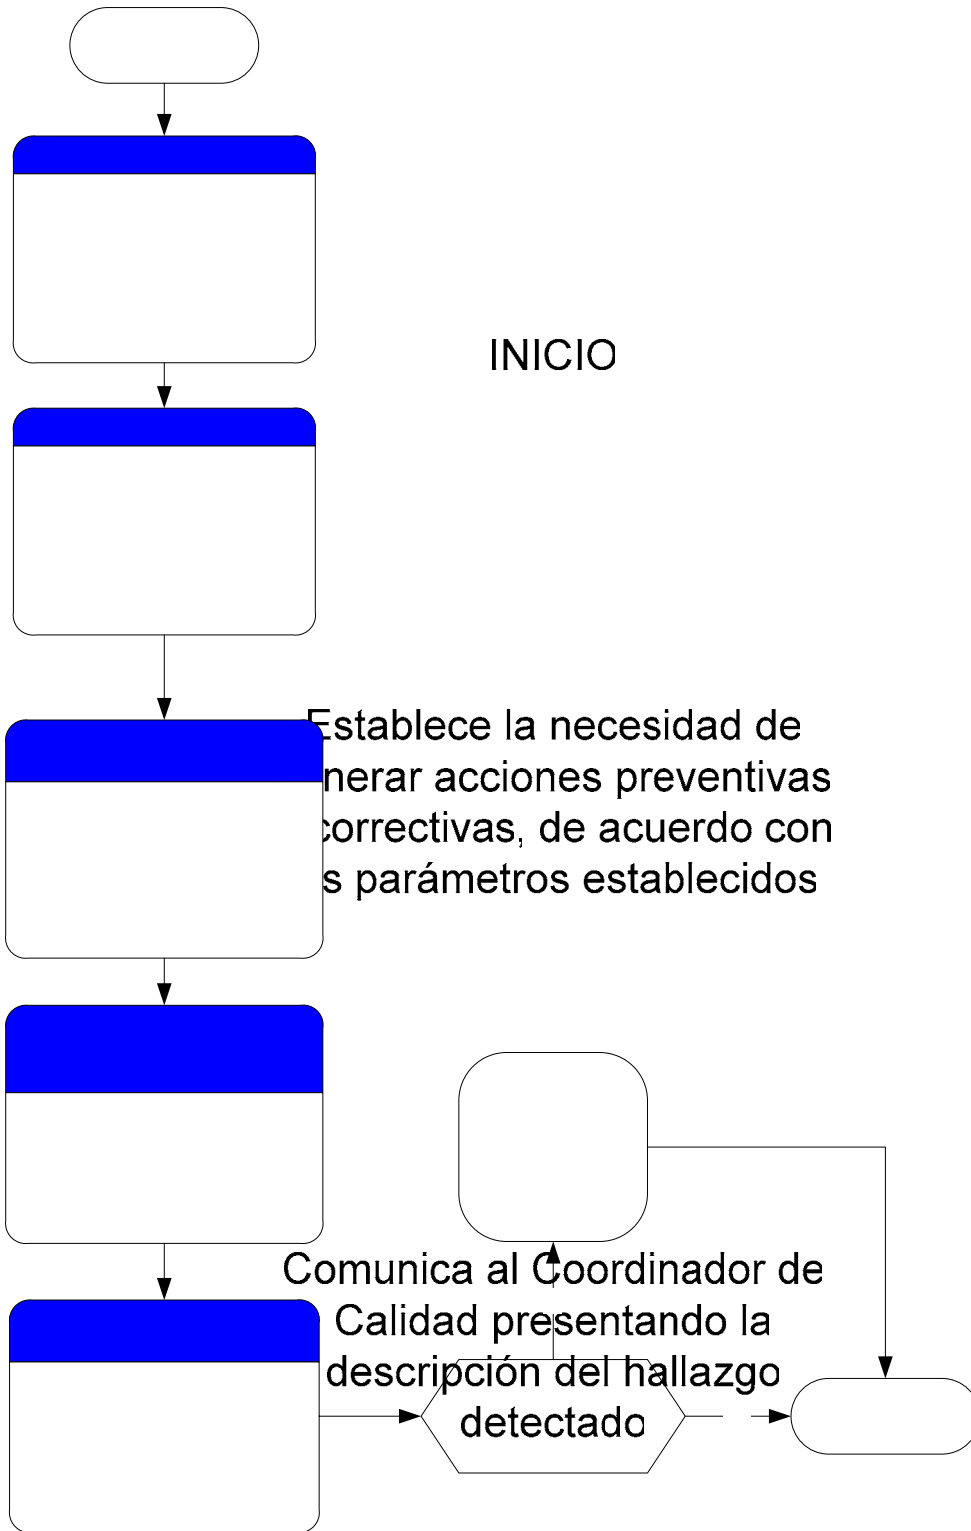 INICIO
Establece la necesidad de
nerar acciones preventivas
correctivas, de acuerdo con
s parámetros establecidos
Comunica al Coordinador de
Calidad presentando la
descripción del hallazgo
detectado